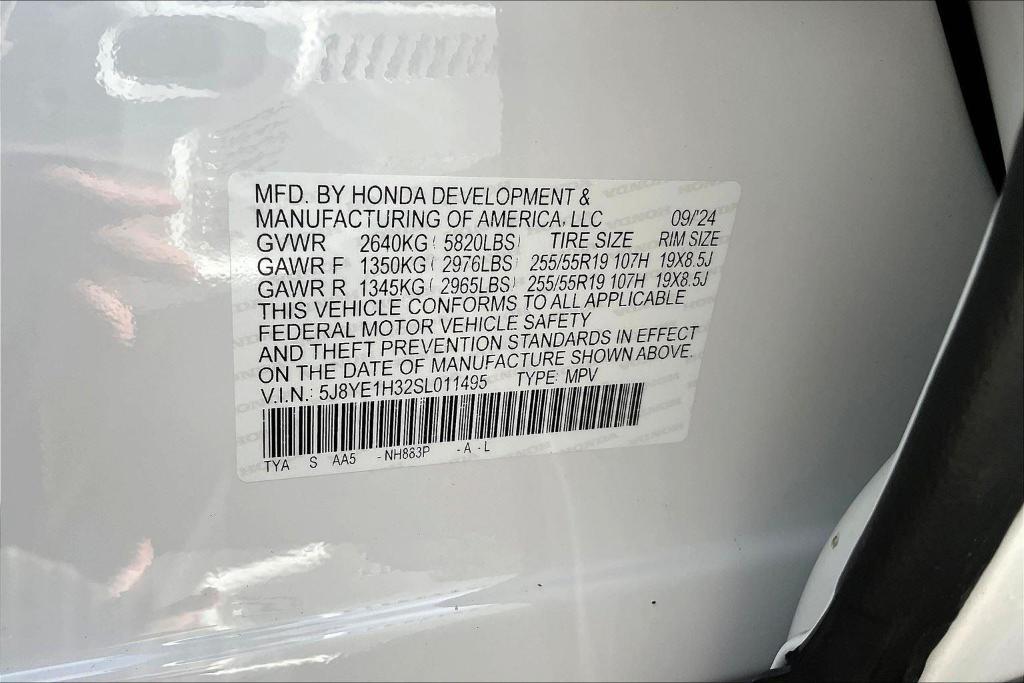 MFD. BY HONDA DEVELOPMENT &
MANUFACTURING OF AMERICA, LLC 09/'24
GVWR 2640KG ( 5820LBS) TIRE SIZE RIM SIZE
GAWR F 1350KG ( 2976LBS) 255/55R19 107H 19X8.5J
GAWR R 1345KG ( 2965LBS) 255/55R19 107H 19X8.5J
THIS VEHICLE CONFORMS TO ALL APPLICABLE
FEDERAL MOTOR VEHICLE SAFETY
AND THEFT PREVENTION STANDARDS IN EFFECT
ON THE DATE OF MANUFACTURE SHOWN ABOVE.
V.I.N.: 5J8YE1H32SL011495 TYPE: MPV
TYA S AA5 - NH883P - A - L